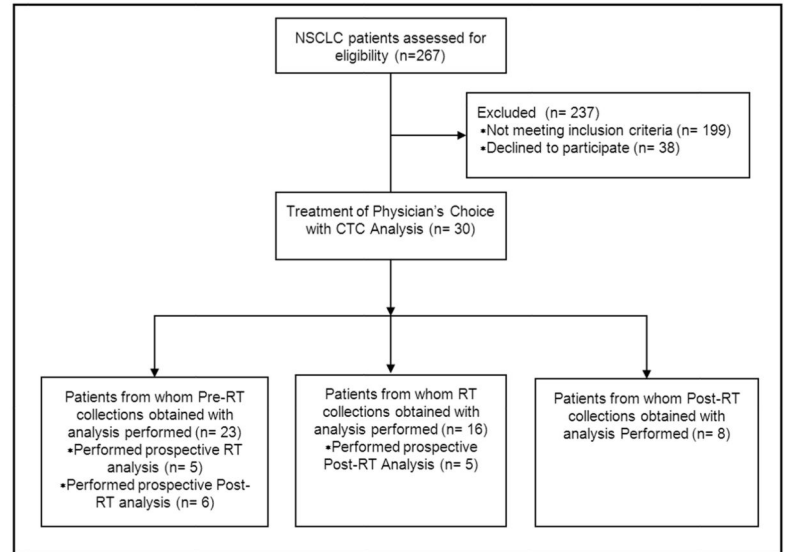 NSCLC patients assessed for
eligibility (n=267)
Excluded (n= 237)
*Not meeting inclusion criteria (n= 199)
*Declined to participate (n= 38)
Treatment of Physician's Choice
with CTC Analysis (n= 30)
Patients from whom Pre-RT
collections obtained with
analysis performed (n= 23)
*Performed prospective RT
analysis (n= 5)
*Performed prospective Post-
RT analysis (n= 6)
Patients from whom RT
collections obtained with
analysis performed (n= 16)
*Performed prospective
Post-RT Analysis (n= 5)
Patients from whom Post-RT
collections obtained with
analysis Performed (n= 8)